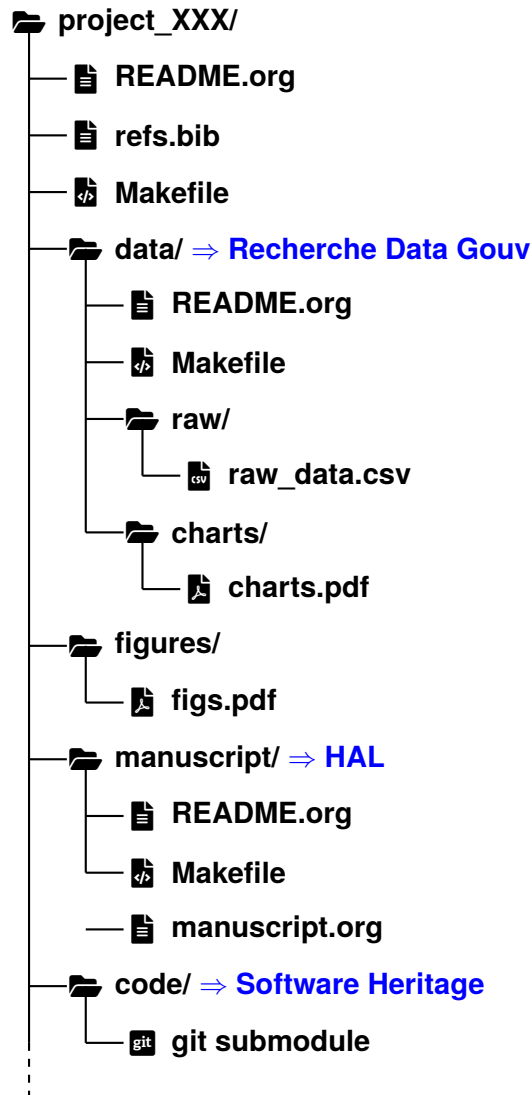 project_XXX/
README.org
refs.bib
Makefile
data/ ⇒ Recherche Data Gouv
README.org
Makefile
raw/
raw_data.csv
charts/
charts.pdf
figures/
figs.pdf
manuscript/ ⇒ HAL
README.org
Makefile
manuscript.org
code/ ⇒ Software Heritage
git submodule